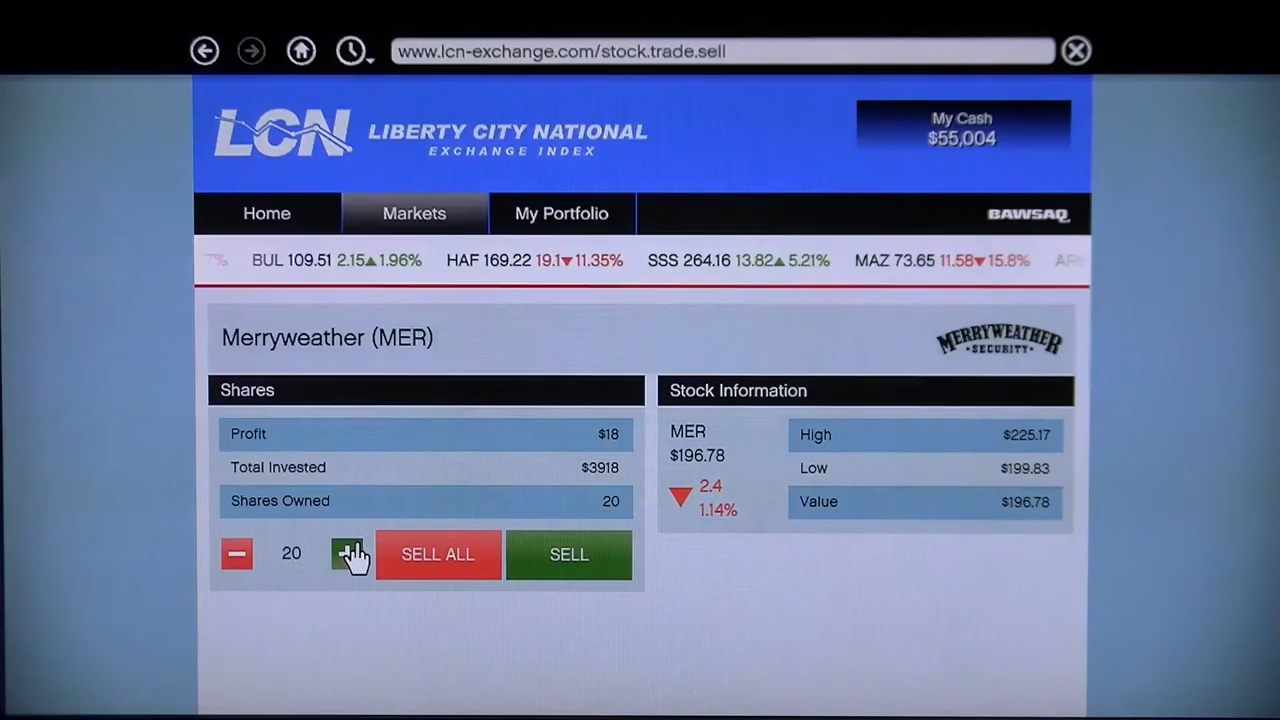 www.lcn-exchange.com/stock.trade.sell
LCN LIBERTY CITY NATIONAL
EXCHANGE INDEX
My Cash
$55,004
Home Markets My Portfolio BAWSAQ
7% BUL 109.51 2.15▲1.96% HAF 169.22 19.1▼11.35% SSS 264.16 13.82▲5.21% MAZ 73.65 11.58▼15.8%
Merryweather (MER)
MERRYWEATHER
·SECURITY·
Shares
Profit $18
Total Invested $3918
Shares Owned 20
20 SELL ALL SELL
Stock Information
MER
$196.78
2.4
1.14%
High $225.17
Low $199.83
Value $196.78